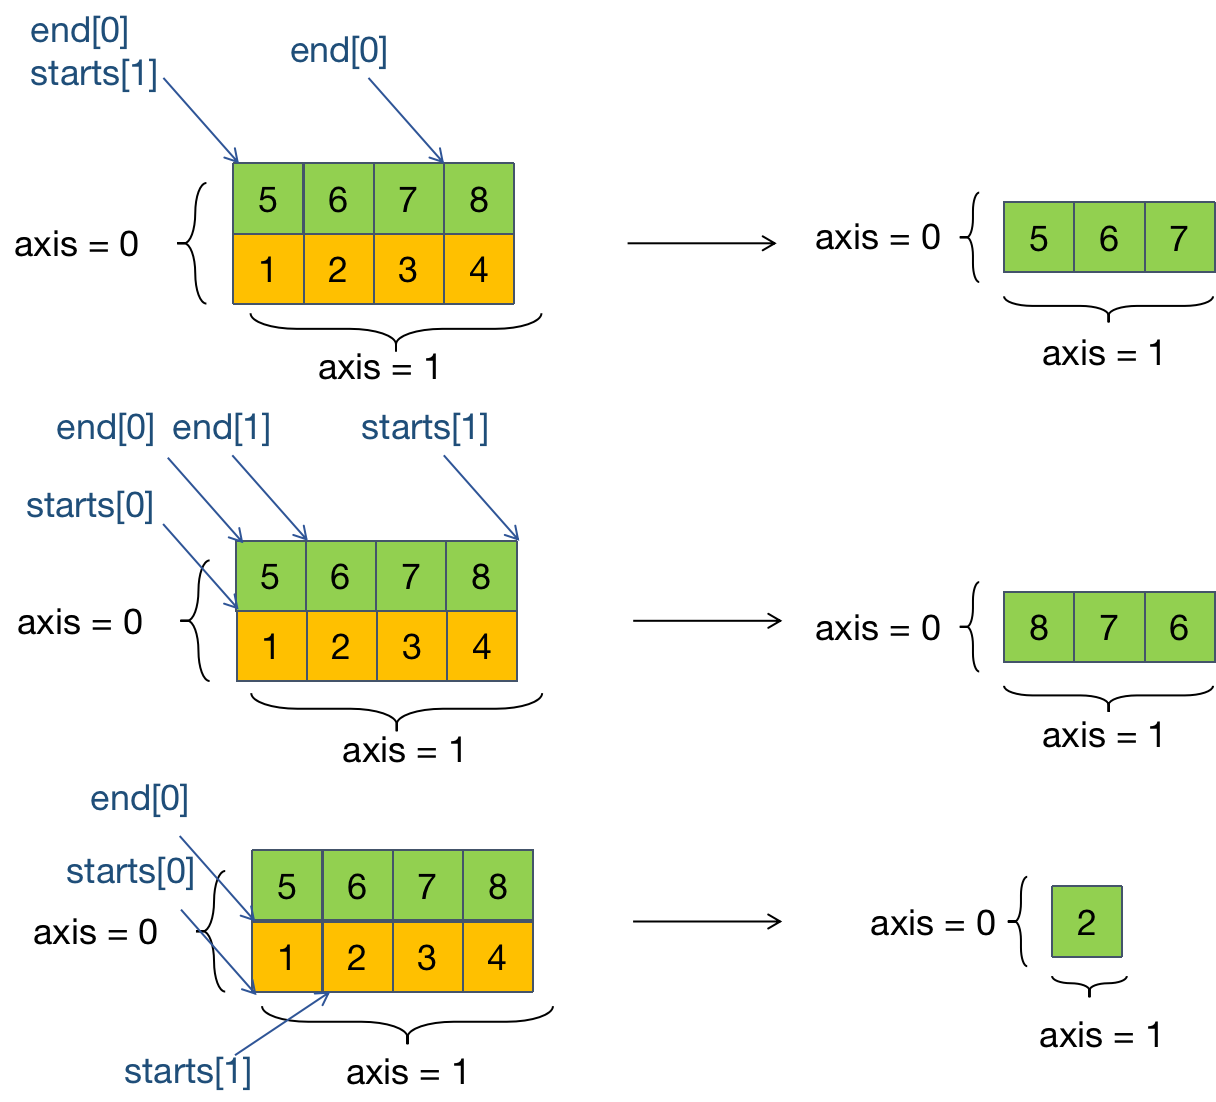 end[0]
starts[1]
end[0]
axis = 0
5 6 7 8
1 2 3 4
axis = 1
axis = 0
5 6 7
axis = 1
end[0] end[1] starts[1]
starts[0]
axis = 0
5 6 7 8
1 2 3 4
axis = 1
axis = 0
8 7 6
axis = 1
end[0]
starts[0]
axis = 0
5 6 7 8
1 2 3 4
starts[1]
axis = 1
axis = 0
2
axis = 1